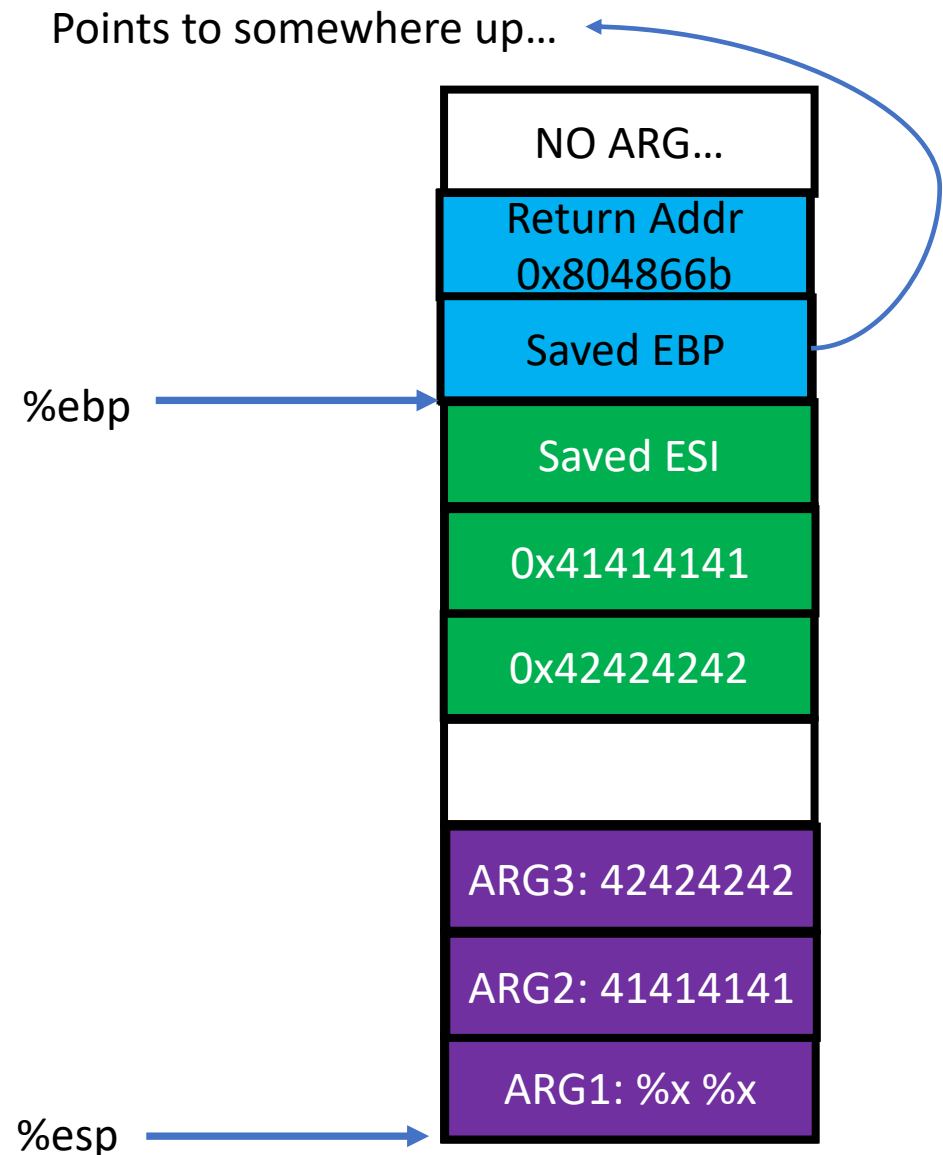 Points to somewhere up…
NO ARG…
Return Addr
0x804866b
Saved EBP
%ebp
Saved ESI
0x41414141
0x42424242
ARG3: 42424242
ARG2: 41414141
ARG1: %x %x
%esp